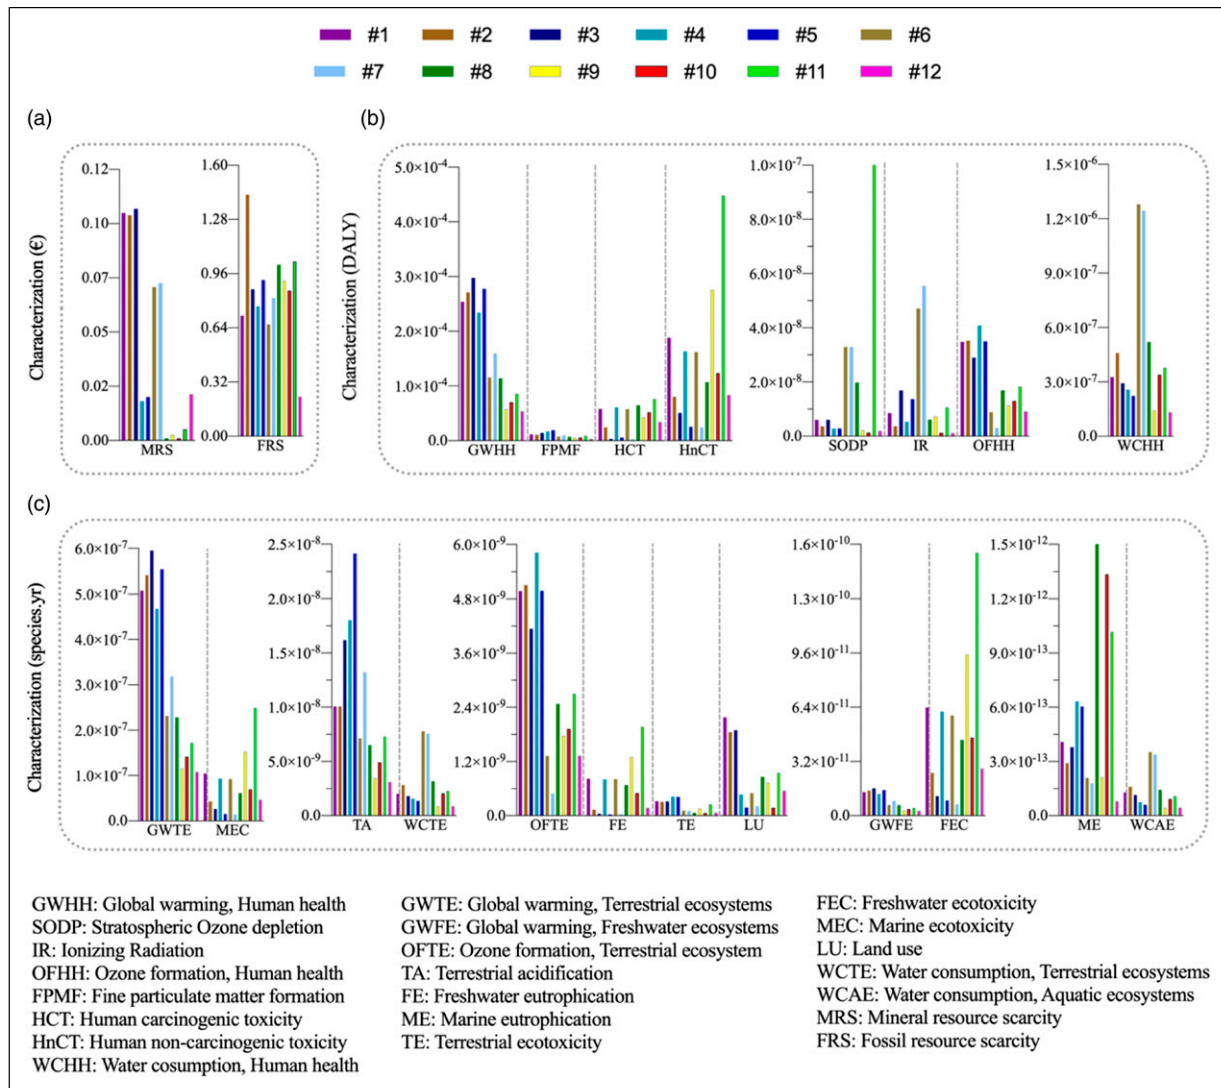 #1 #2 #3 #4 #5 #6
#7 #8 #9 #10 #11 #12
(a)
Characterization (€)
0.12
0.10
0.07
0.05
0.02
0.00
MRS
1.60
1.28
0.96
0.64
0.32
0.00
FRS
(b)
Characterization (DALY)
5.0×10⁻⁴
4.0×10⁻⁴
3.0×10⁻⁴
2.0×10⁻⁴
1.0×10⁻⁴
0.0
GWHH FPMF HCT HnCT
1.0×10⁻⁷
8.0×10⁻⁸
6.0×10⁻⁸
4.0×10⁻⁸
2.0×10⁻⁸
0.0
SODP IR OFHH
1.5×10⁻⁶
1.2×10⁻⁶
9.0×10⁻⁷
6.0×10⁻⁷
3.0×10⁻⁷
0.0
WCHH
(c)
Characterization (species.yr)
6.0×10⁻⁷
5.0×10⁻⁷
4.0×10⁻⁷
3.0×10⁻⁷
2.0×10⁻⁷
1.0×10⁻⁷
0.0
GWTE MEC
2.5×10⁻⁸
2.0×10⁻⁸
1.5×10⁻⁸
1.0×10⁻⁸
5.0×10⁻⁹
0.0
TA WCTE
6.0×10⁻⁹
4.8×10⁻⁹
3.6×10⁻⁹
2.4×10⁻⁹
1.2×10⁻⁹
0.0
OFTE FE TE LU
1.6×10⁻¹⁰
1.3×10⁻¹⁰
9.6×10⁻¹¹
6.4×10⁻¹¹
3.2×10⁻¹¹
0.0
GWFE FEC
1.5×10⁻¹²
1.2×10⁻¹²
9.0×10⁻¹³
6.0×10⁻¹³
3.0×10⁻¹³
0.0
ME WCAE
GWHH: Global warming, Human health
SODP: Stratospheric Ozone depletion
IR: Ionizing Radiation
OFHH: Ozone formation, Human health
FPMF: Fine particulate matter formation
HCT: Human carcinogenic toxicity
HnCT: Human non-carcinogenic toxicity
WCHH: Water cosumption, Human health
GWTE: Global warming, Terrestrial ecosystems
GWFE: Global warming, Freshwater ecosystems
OFTE: Ozone formation, Terrestrial ecosystem
TA: Terrestrial acidification
FE: Freshwater eutrophication
ME: Marine eutrophication
TE: Terrestrial ecotoxicity
FEC: Freshwater ecotoxicity
MEC: Marine ecotoxicity
LU: Land use
WCTE: Water consumption, Terrestrial ecosystems
WCAE: Water consumption, Aquatic ecosystems
MRS: Mineral resource scarcity
FRS: Fossil resource scarcity